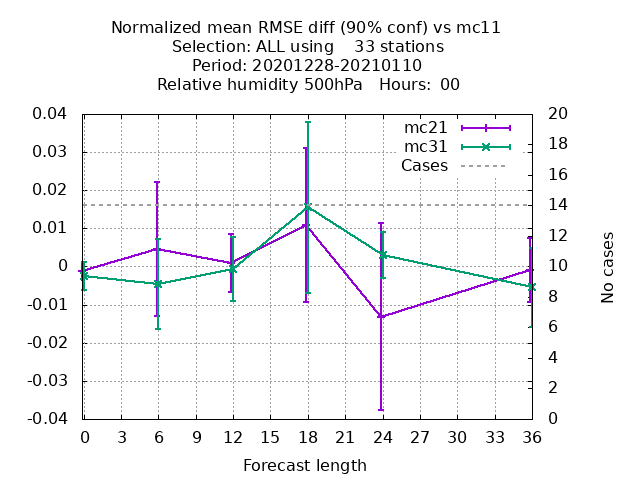 Normalized mean RMSE diff (90% conf) vs mc11
Selection: ALL using    33 stations
Period: 20201228-20210110
Relative humidity 500hPa   Hours:  00
mc21
mc31
Cases
0.04
0.03
0.02
0.01
0
-0.01
-0.02
-0.03
-0.04
20
18
16
14
12
10
8
6
4
2
0
No cases
0 3 6 9 12 15 18 21 24 27 30 33 36
Forecast length